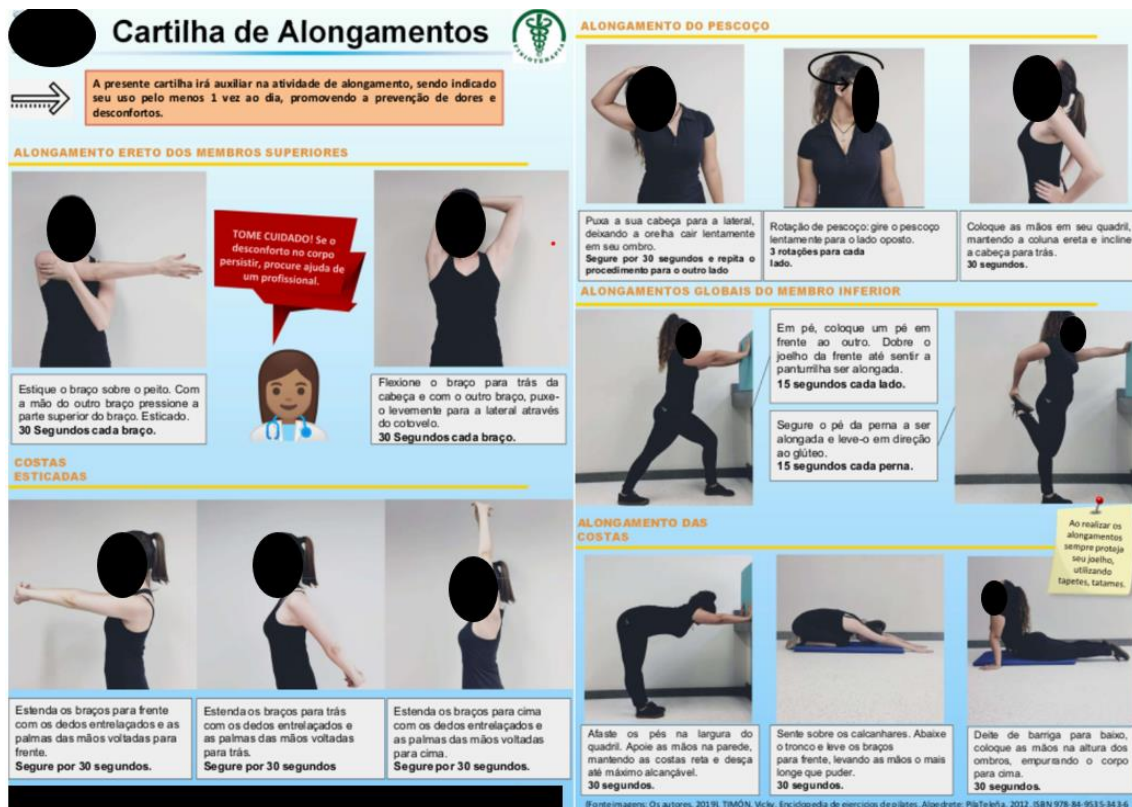 Cartilha de Alongamentos
FISIOTERAPIA
A presente cartilha irá auxiliar na atividade de alongamento, sendo indicado
seu uso pelo menos 1 vez ao dia, promovendo a prevenção de dores e
desconfortos.
ALONGAMENTO ERETO DOS MEMBROS SUPERIORES
TOME CUIDADO! Se o
desconforto no corpo
persistir, procure ajuda de
um profissional.
Estique o braço sobre o peito. Com
a mão do outro braço pressione a
parte superior do braço. Esticado.
30 Segundos cada braço.
Flexione o braço para trás da
cabeça e com o outro braço, puxe-
o levemente para a lateral através
do cotovelo.
30 Segundos cada braço.
COSTAS
ESTICADAS
Estenda os braços para frente
com os dedos entrelaçados e as
palmas das mãos voltadas para
frente.
Segure por 30 segundos.
Estenda os braços para trás
com os dedos entrelaçados e
as palmas das mãos voltadas
para trás.
Segure por 30 segundos
Estenda os braços para cima
com os dedos entrelaçados e
as palmas das mãos voltadas
para cima.
Segure por 30 segundos.
ALONGAMENTO DO PESCOÇO
Puxa a sua cabeça para a lateral,
deixando a orelha cair lentamente
em seu ombro.
Segure por 30 segundos e repita o
procedimento para o outro lado
Rotação de pescoço: gire o pescoço
lentamente para o lado oposto.
3 rotações para cada
lado.
Coloque as mãos em seu quadril,
mantendo a coluna ereta e incline
a cabeça para trás.
30 segundos.
ALONGAMENTOS GLOBAIS DO MEMBRO INFERIOR
Em pé, coloque um pé em
frente ao outro. Dobre o
joelho da frente até sentir a
panturrilha ser alongada.
15 segundos cada lado.
Segure o pé da perna a ser
alongada e leve-o em direção
ao glúteo.
15 segundos cada perna.
ALONGAMENTO DAS
COSTAS
Ao realizar os
alongamentos
sempre proteja
seu joelho,
utilizando
tapetes, tatames.
Afaste os pés na largura do
quadril. Apoie as mãos na parede,
mantendo as costas reta e desça
até máximo alcançável.
30 segundos.
Sente sobre os calcanhares. Abaixe
o tronco e leve os braços
para frente, levando as mãos o mais
longe que puder.
30 segundos.
Deite de barriga para baixo,
coloque as mãos na altura dos
ombros, empurrando o corpo
para cima.
30 segundos.
(Fonte imagens: Os autores, 2019). TIMÓN, Vicky. Enciclopedia de ejercicios de pilates. Alpedrete: PilaTeña, 2012. ISBN